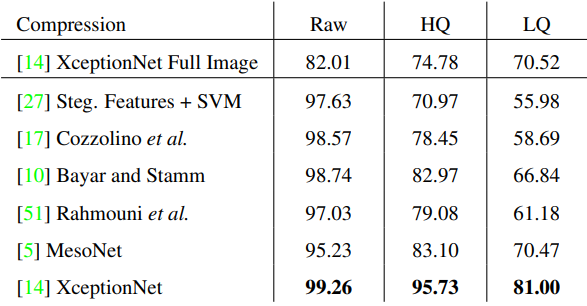 Compression Raw HQ LQ
[14] XceptionNet Full Image 82.01 74.78 70.52
[27] Steg. Features + SVM 97.63 70.97 55.98
[17] Cozzolino et al. 98.57 78.45 58.69
[10] Bayar and Stamm 98.74 82.97 66.84
[51] Rahmouni et al. 97.03 79.08 61.18
[5] MesoNet 95.23 83.10 70.47
[14] XceptionNet 99.26 95.73 81.00